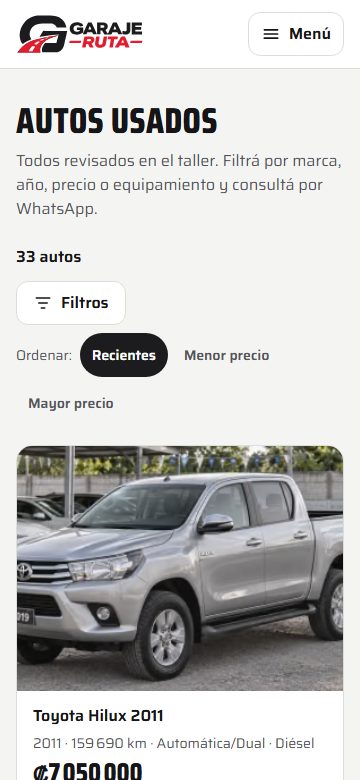 GARAJE
RUTA
Menú
AUTOS USADOS
Todos revisados en el taller. Filtrá por marca,
año, precio o equipamiento y consultá por
WhatsApp.
33 autos
Filtros
Ordenar: Recientes Menor precio
Mayor precio
019
Toyota Hilux 2011
2011 · 159 690 km · Automática/Dual · Diésel
₡7 050 000